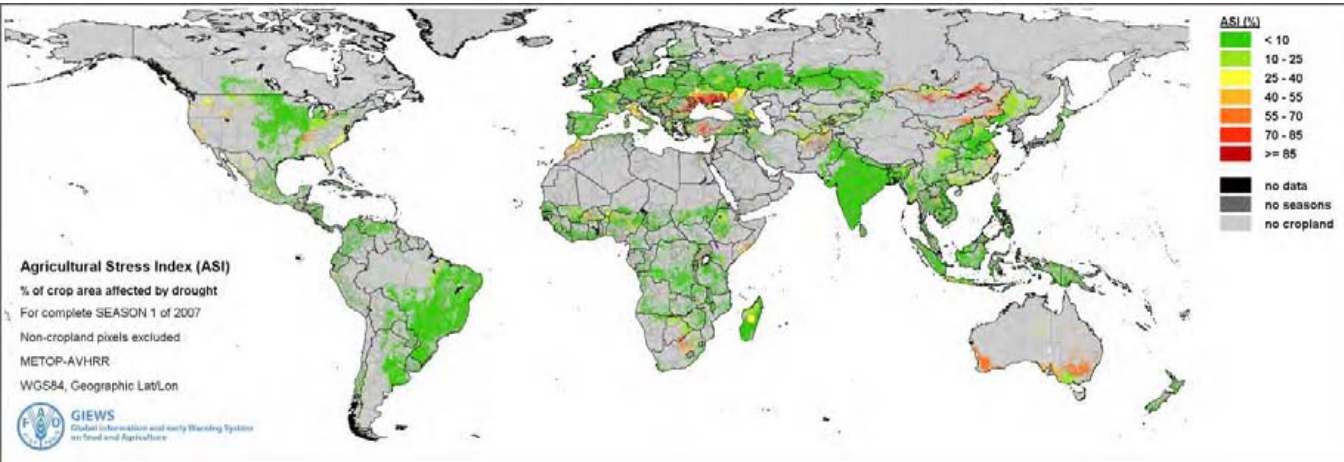 ASI (%)
< 10
10 - 25
25 - 40
40 - 55
55 - 70
70 - 85
>= 85
no data
no seasons
no cropland
Agricultural Stress Index (ASI)
% of crop area affected by drought
For complete SEASON 1 of 2007
Non-cropland pixels excluded
METOP-AVHRR
WGS84, Geographic Lat/Lon
F A O
GIEWS
Global information and early Warning System
on food and Agriculture